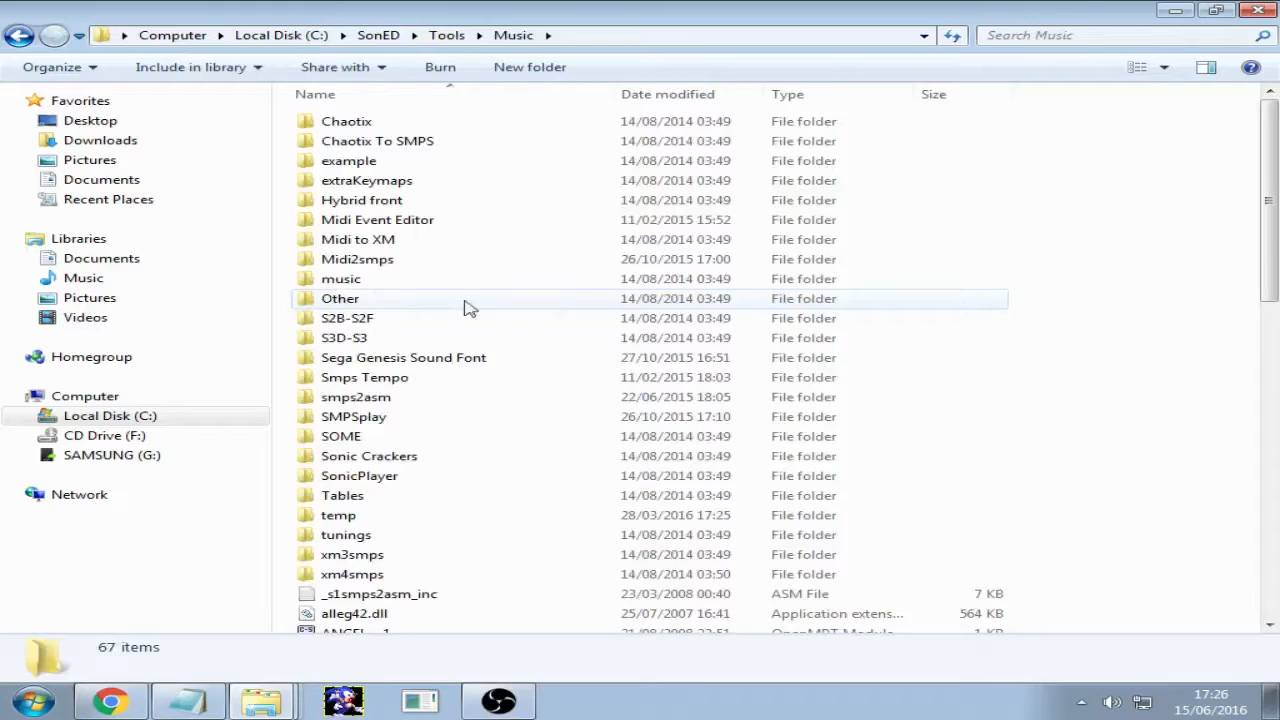 Computer Local Disk (C:) SonED Tools Music Search Music
Organize Include in library Share with Burn New folder
Name Date modified Type Size
Favorites
Desktop
Downloads
Pictures
Documents
Recent Places
Libraries
Documents
Music
Pictures
Videos
Homegroup
Computer
Local Disk (C:)
CD Drive (F:)
SAMSUNG (G:)
Network
Chaotix 14/08/2014 03:49 File folder
Chaotix To SMPS 14/08/2014 03:49 File folder
example 14/08/2014 03:49 File folder
extraKeymaps 14/08/2014 03:49 File folder
Hybrid front 14/08/2014 03:49 File folder
Midi Event Editor 11/02/2015 15:52 File folder
Midi to XM 14/08/2014 03:49 File folder
Midi2smps 26/10/2015 17:00 File folder
music 14/08/2014 03:49 File folder
Other 14/08/2014 03:49 File folder
S2B-S2F 14/08/2014 03:49 File folder
S3D-S3 14/08/2014 03:49 File folder
Sega Genesis Sound Font 27/10/2015 16:51 File folder
Smps Tempo 11/02/2015 18:03 File folder
smps2asm 22/06/2015 18:05 File folder
SMPSplay 26/10/2015 17:10 File folder
SOME 14/08/2014 03:49 File folder
Sonic Crackers 14/08/2014 03:49 File folder
SonicPlayer 14/08/2014 03:49 File folder
Tables 14/08/2014 03:49 File folder
temp 28/03/2016 17:25 File folder
tunings 14/08/2014 03:49 File folder
xm3smps 14/08/2014 03:49 File folder
xm4smps 14/08/2014 03:50 File folder
_s1smps2asm_inc 23/03/2008 00:40 ASM File 7 KB
alleg42.dll 25/07/2007 16:41 Application extens... 564 KB
67 items
17:26
15/06/2016